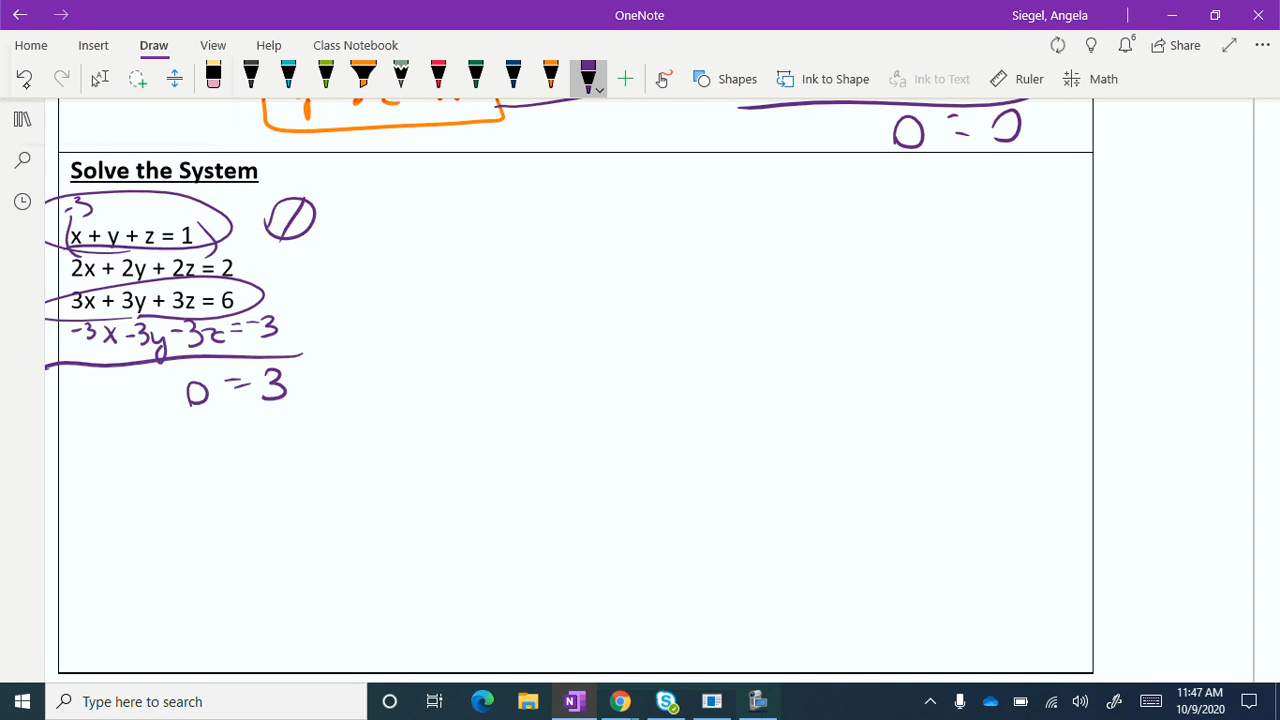 OneNote
Siegel, Angela
Home Insert Draw View Help Class Notebook
6
Share
Shapes Ink to Shape Ink to Text Ruler Math
0 = 0
Solve the System
-3
x + y + z = 1
∅
2x + 2y + 2z = 2
3x + 3y + 3z = 6
-3x -3y -3z = -3
0 = 3
Type here to search
11:47 AM
10/9/2020